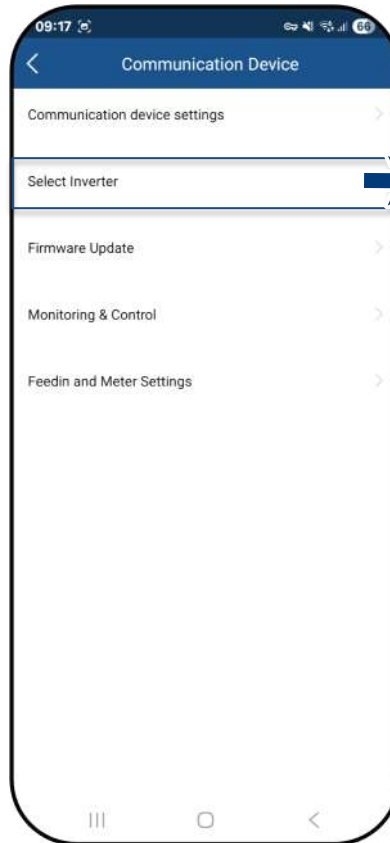 09:17
66
Communication Device
Communication device settings
Select Inverter
Firmware Update
Monitoring & Control
Feedin and Meter Settings